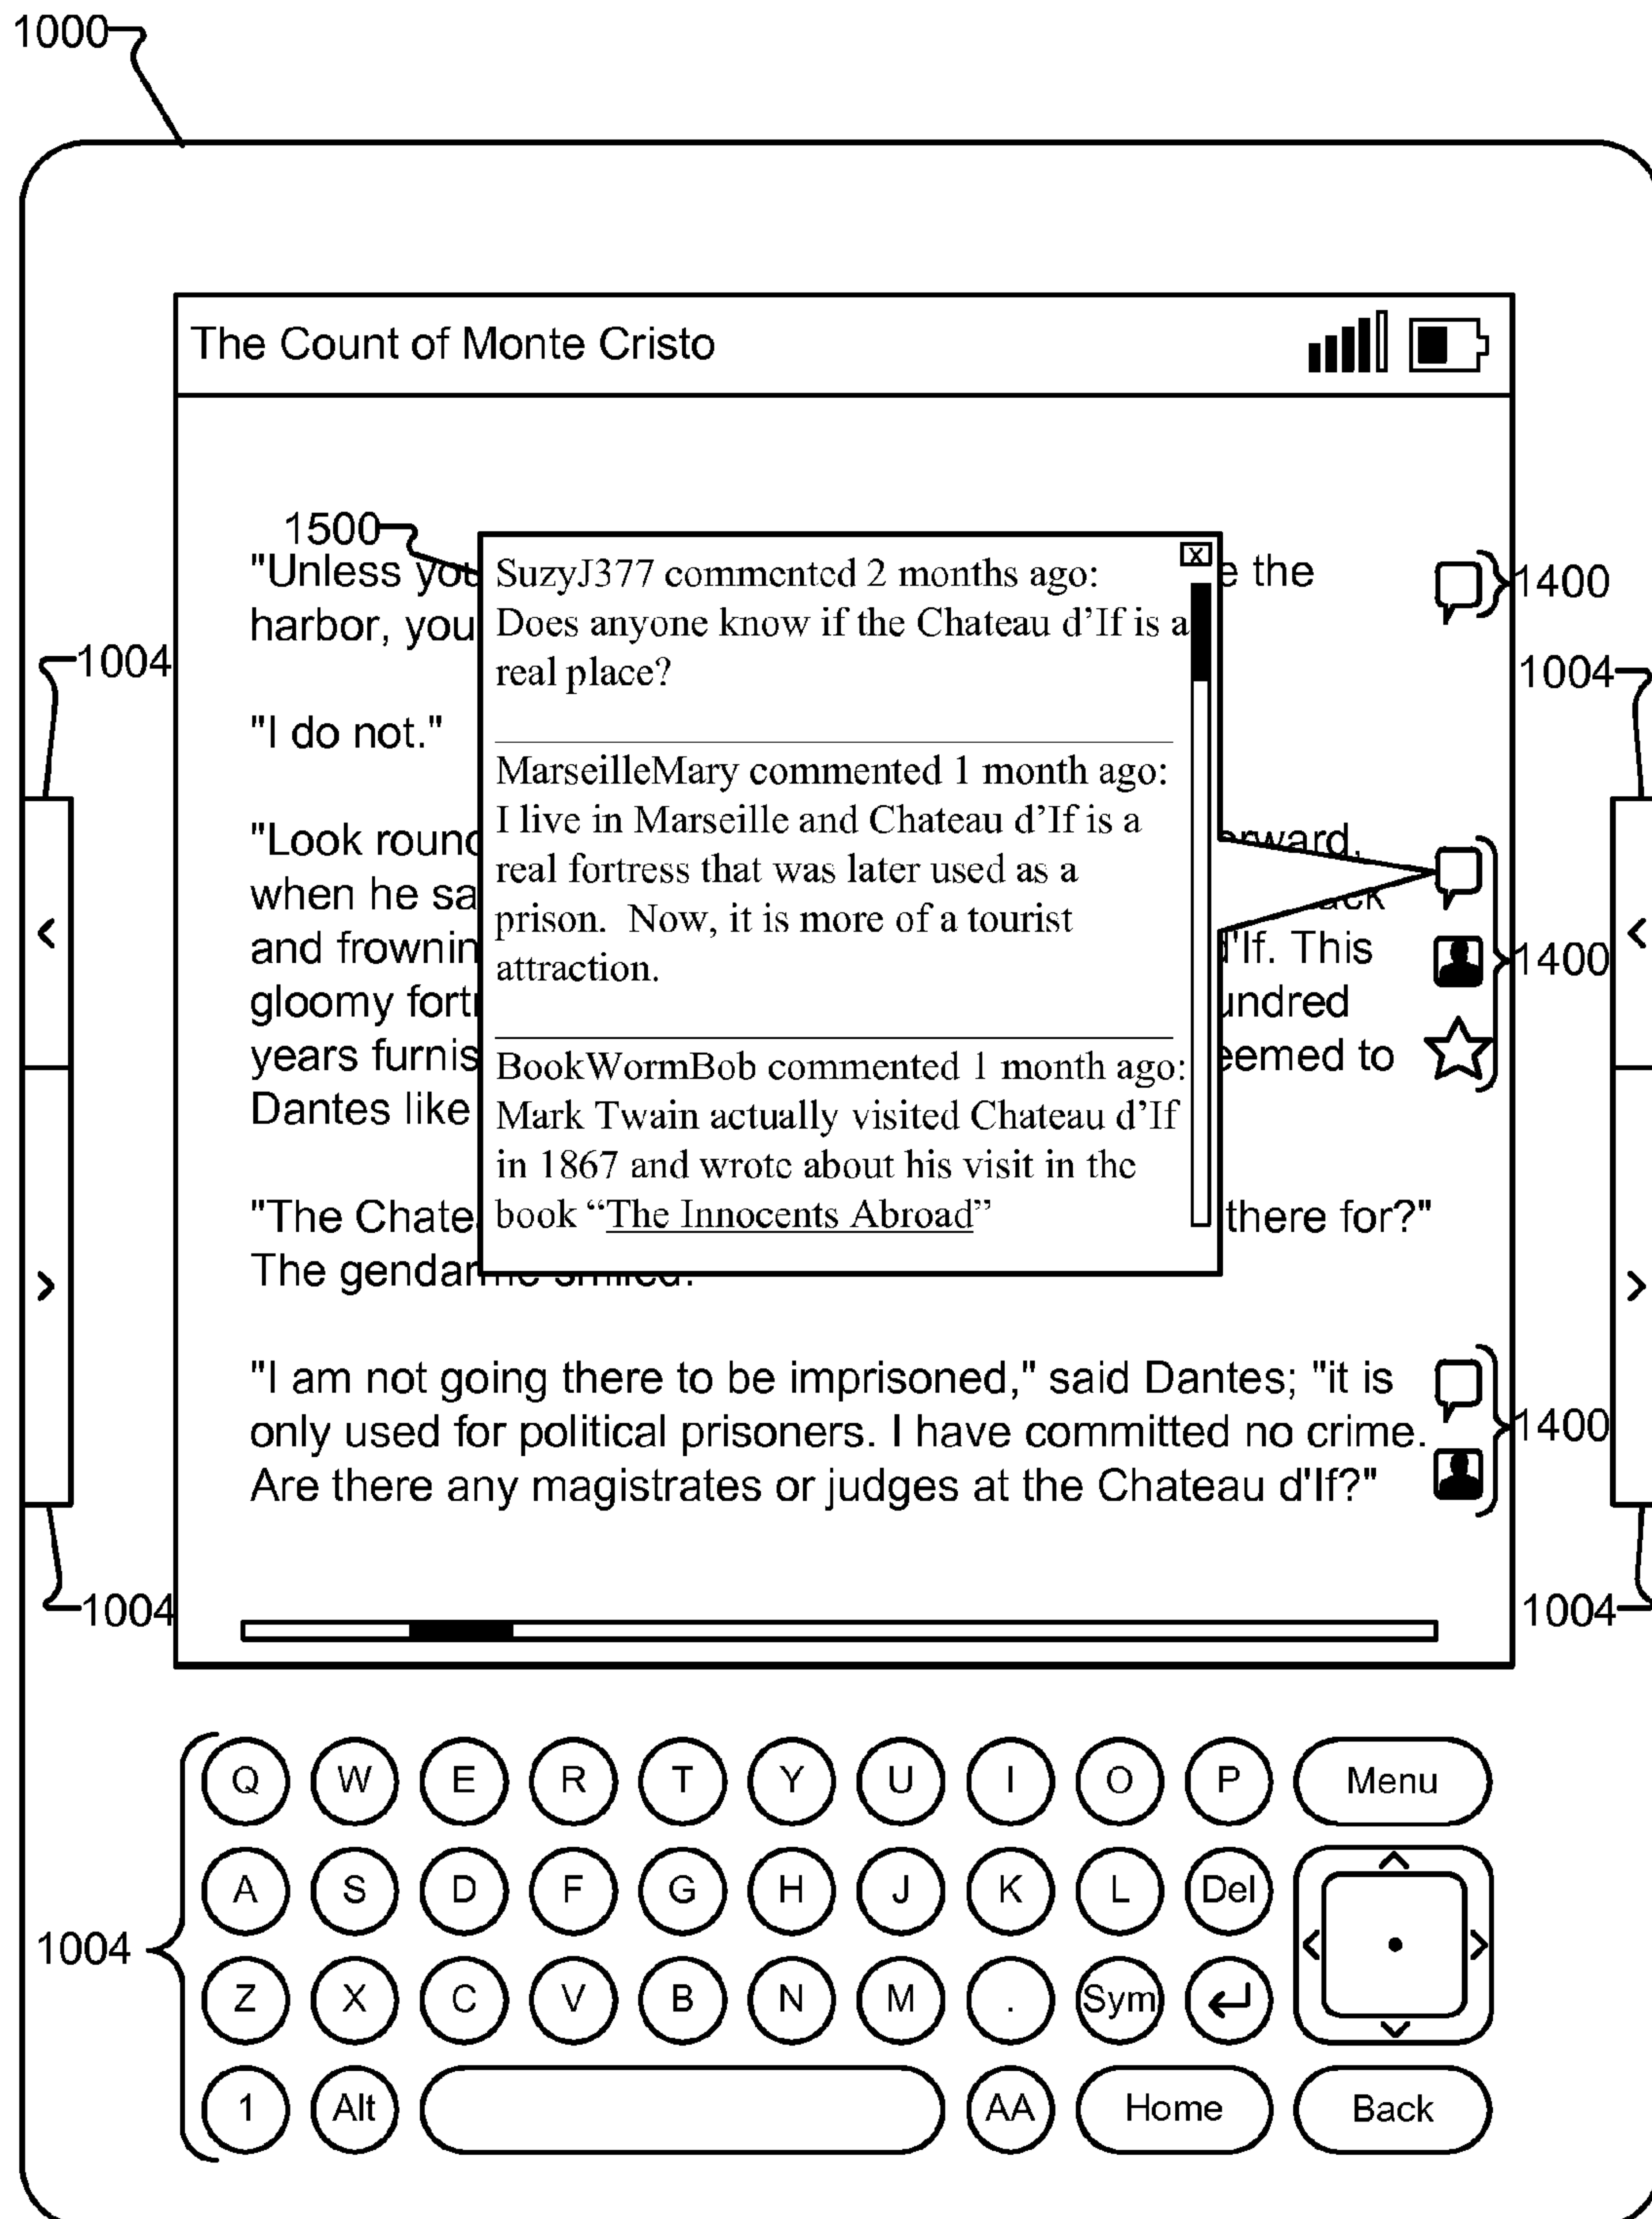 1000
The Count of Monte Cristo
1500
"Unless you
e the
1400
harbor, you
1004
1004
"I do not."
"Look round
rward,
when he sa
and frownin
d'If. This
1400
gloomy fort
undred
years furnis
eemed to
Dantes like
"The Chate
there for?"
The gendarme smiled.
SuzyJ377 commented 2 months ago:
Does anyone know if the Chateau d’If is a
real place?
MarseilleMary commented 1 month ago:
I live in Marseille and Chateau d’If is a
real fortress that was later used as a
prison.  Now, it is more of a tourist
attraction.
BookWormBob commented 1 month ago:
Mark Twain actually visited Chateau d’If
in 1867 and wrote about his visit in the
book “The Innocents Abroad”
X
"I am not going there to be imprisoned," said Dantes; "it is
only used for political prisoners. I have committed no crime.
1400
Are there any magistrates or judges at the Chateau d'If?"
1004
1004
Q W E R T Y U I O P Menu
A S D F G H J K L Del
1004
Z X C V B N M . Sym
1 Alt AA Home Back